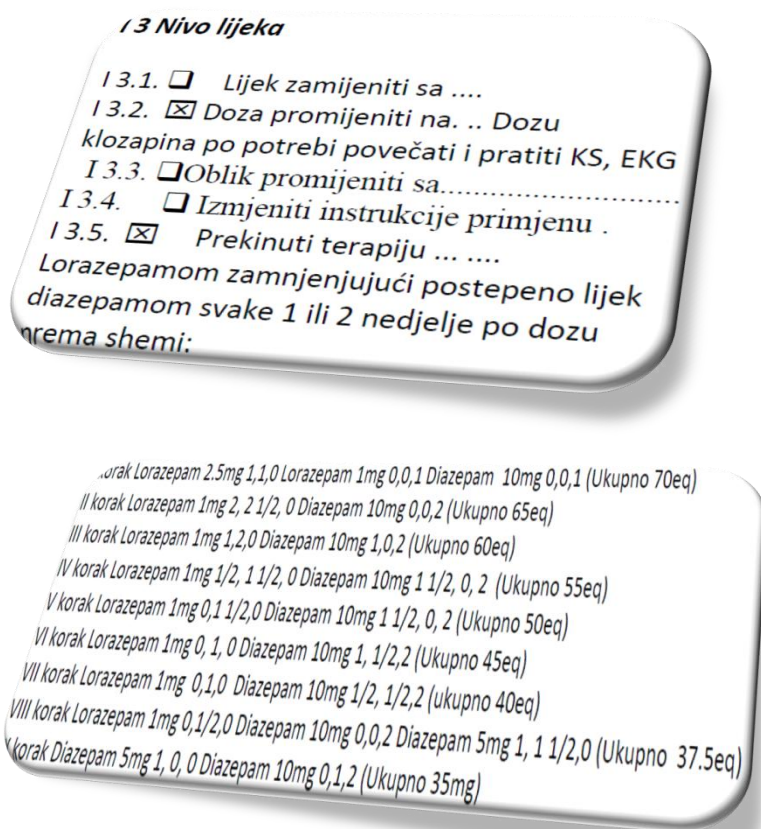 I 3 Nivo lijeka
I 3.1. ❑ Lijek zamijeniti sa ....
I 3.2. ☒ Doza promijeniti na. .. Dozu
klozapina po potrebi povečati i pratiti KS, EKG
I 3.3. ❑Oblik promijeniti sa..............................
I 3.4. ❑ Izmjeniti instrukcije primjenu .
I 3.5. ☒ Prekinuti terapiju ... ....
Lorazepamom zamnjenjujući postepeno lijek
diazepamom svake 1 ili 2 nedjelje po dozu
prema shemi:
korak Lorazepam 2.5mg 1,1,0 Lorazepam 1mg 0,0,1 Diazepam 10mg 0,0,1 (Ukupno 70eq)
II korak Lorazepam 1mg 2, 2 1/2, 0 Diazepam 10mg 0,0,2 (Ukupno 65eq)
III korak Lorazepam 1mg 1,2,0 Diazepam 10mg 1,0,2 (Ukupno 60eq)
IV korak Lorazepam 1mg 1/2, 1 1/2, 0 Diazepam 10mg 1 1/2, 0, 2 (Ukupno 55eq)
V korak Lorazepam 1mg 0,1 1/2,0 Diazepam 10mg 1 1/2, 0, 2 (Ukupno 50eq)
VI korak Lorazepam 1mg 0, 1, 0 Diazepam 10mg 1, 1/2,2 (Ukupno 45eq)
VII korak Lorazepam 1mg 0,1,0 Diazepam 10mg 1/2, 1/2,2 (ukupno 40eq)
VIII korak Lorazepam 1mg 0,1/2,0 Diazepam 10mg 0,0,2 Diazepam 5mg 1, 1 1/2,0 (Ukupno 37.5eq)
korak Diazepam 5mg 1, 0, 0 Diazepam 10mg 0,1,2 (Ukupno 35mg)